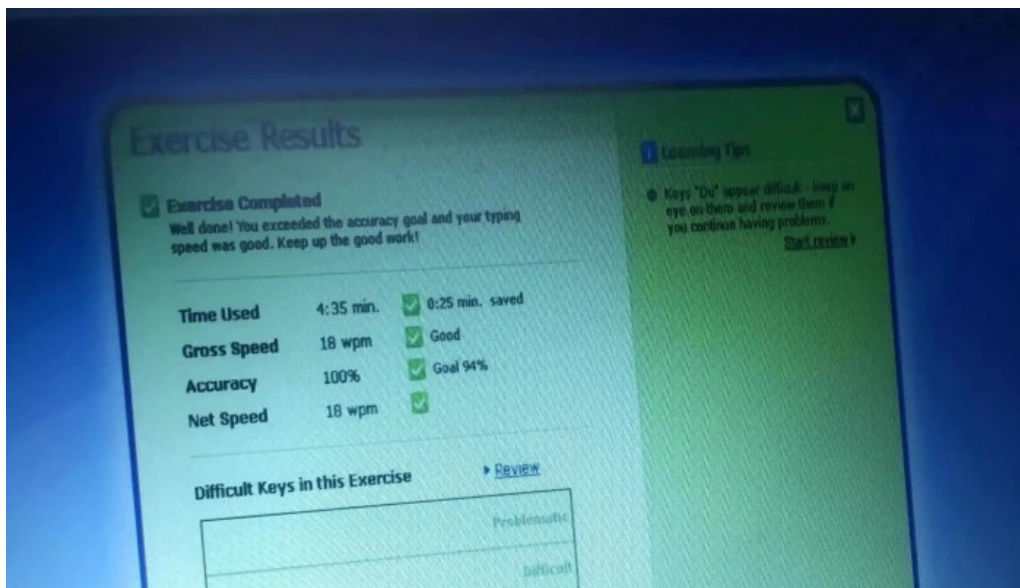 Exercise Results
Exercise Completed
Well done! You exceeded the accuracy goal and your typing
speed was good. Keep up the good work!
Time Used 4:35 min. 0:25 min. saved
Gross Speed 18 wpm Good
Accuracy 100% Goal 94%
Net Speed 18 wpm
Difficult Keys in this Exercise Review
Problematic
Difficult
Learning Tips
Keys "Du" appear difficult - keep an
eye on them and review them if
you continue having problems.
Start review